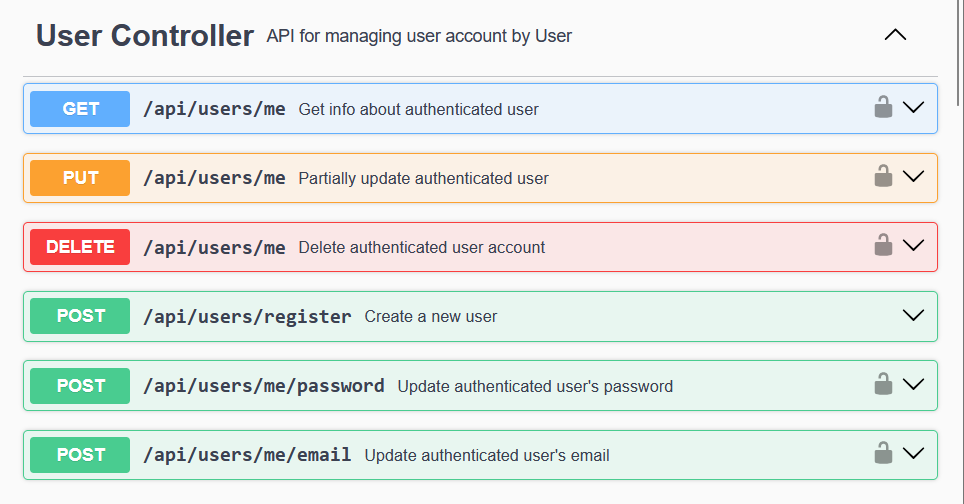 User Controller API for managing user account by User
GET /api/users/me Get info about authenticated user
PUT /api/users/me Partially update authenticated user
DELETE /api/users/me Delete authenticated user account
POST /api/users/register Create a new user
POST /api/users/me/password Update authenticated user's password
POST /api/users/me/email Update authenticated user's email